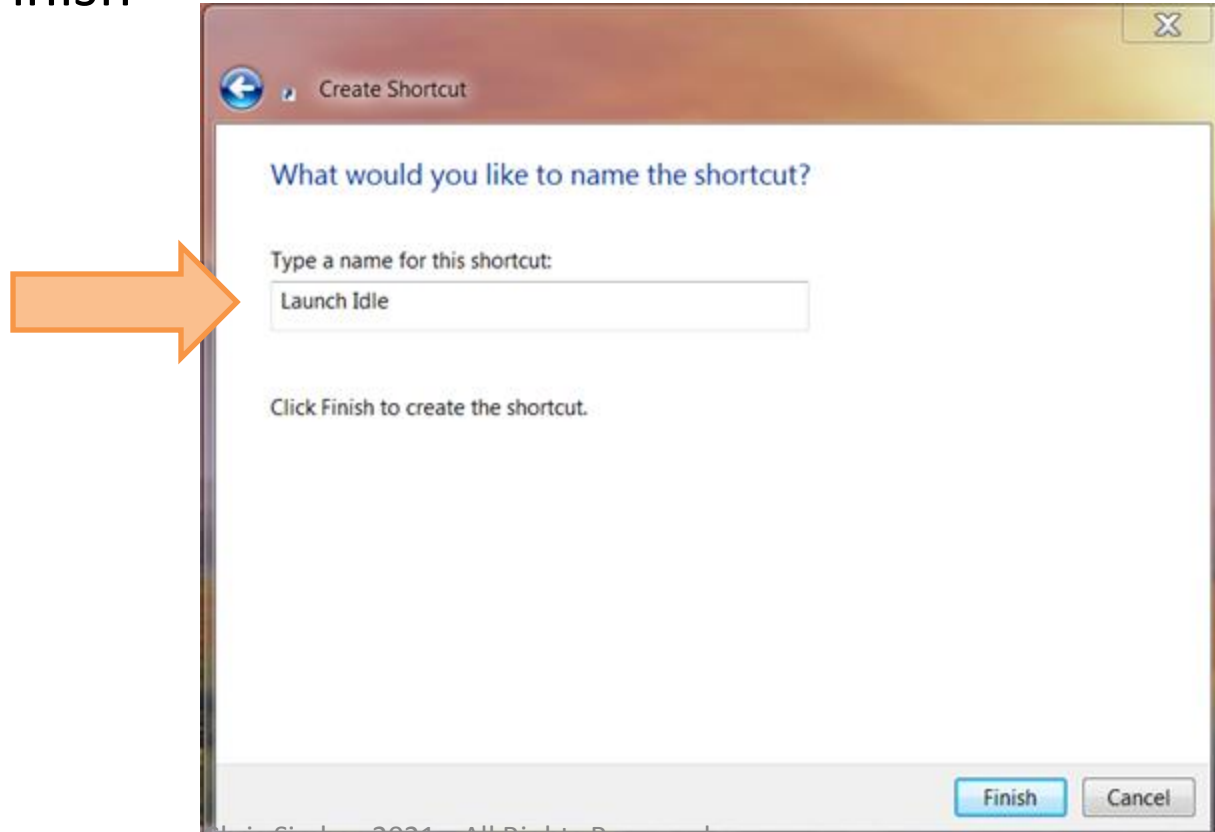 Create Shortcut
What would you like to name the shortcut?
Type a name for this shortcut:
Launch Idle
Click Finish to create the shortcut.
Finish Cancel